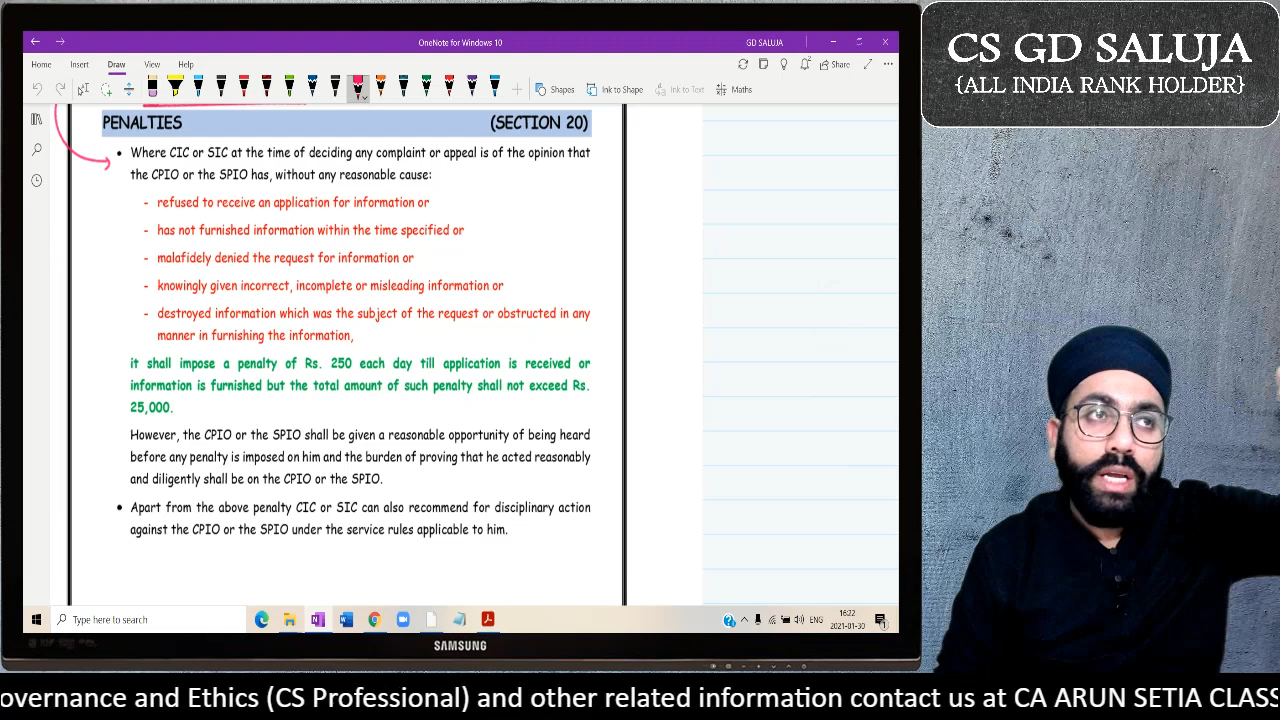 OneNote for Windows 10
GD SALUJA
Home Insert Draw View Help
Share
Shapes Ink to Shape Ink to Text Maths
PENALTIES (SECTION 20)
• Where CIC or SIC at the time of deciding any complaint or appeal is of the opinion that
the CPIO or the SPIO has, without any reasonable cause:
- refused to receive an application for information or
- has not furnished information within the time specified or
- malafidely denied the request for information or
- knowingly given incorrect, incomplete or misleading information or
- destroyed information which was the subject of the request or obstructed in any
manner in furnishing the information,
it shall impose a penalty of Rs. 250 each day till application is received or
information is furnished but the total amount of such penalty shall not exceed Rs.
25,000.
However, the CPIO or the SPIO shall be given a reasonable opportunity of being heard
before any penalty is imposed on him and the burden of proving that he acted reasonably
and diligently shall be on the CPIO or the SPIO.
• Apart from the above penalty CIC or SIC can also recommend for disciplinary action
against the CPIO or the SPIO under the service rules applicable to him.
Type here to search
ENG
16:22
2021-01-30
SAMSUNG
CS GD SALUJA
{ALL INDIA RANK HOLDER}
overnance and Ethics (CS Professional) and other related information contact us at CA ARUN SETIA CLASS